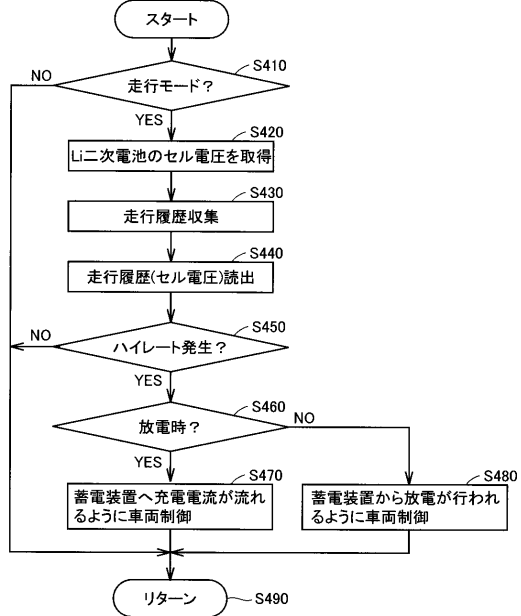 スタート
走行モード?
S410
NO
YES
S420
Li二次電池のセル電圧を取得
S430
走行履歴収集
S440
走行履歴(セル電圧)読出
S450
NO
ハイレート発生?
YES
S460
放電時?
NO
YES
S470
蓄電装置へ充電電流が流れ
るように車両制御
S480
蓄電装置から放電が行われ
るように車両制御
リターン
S490